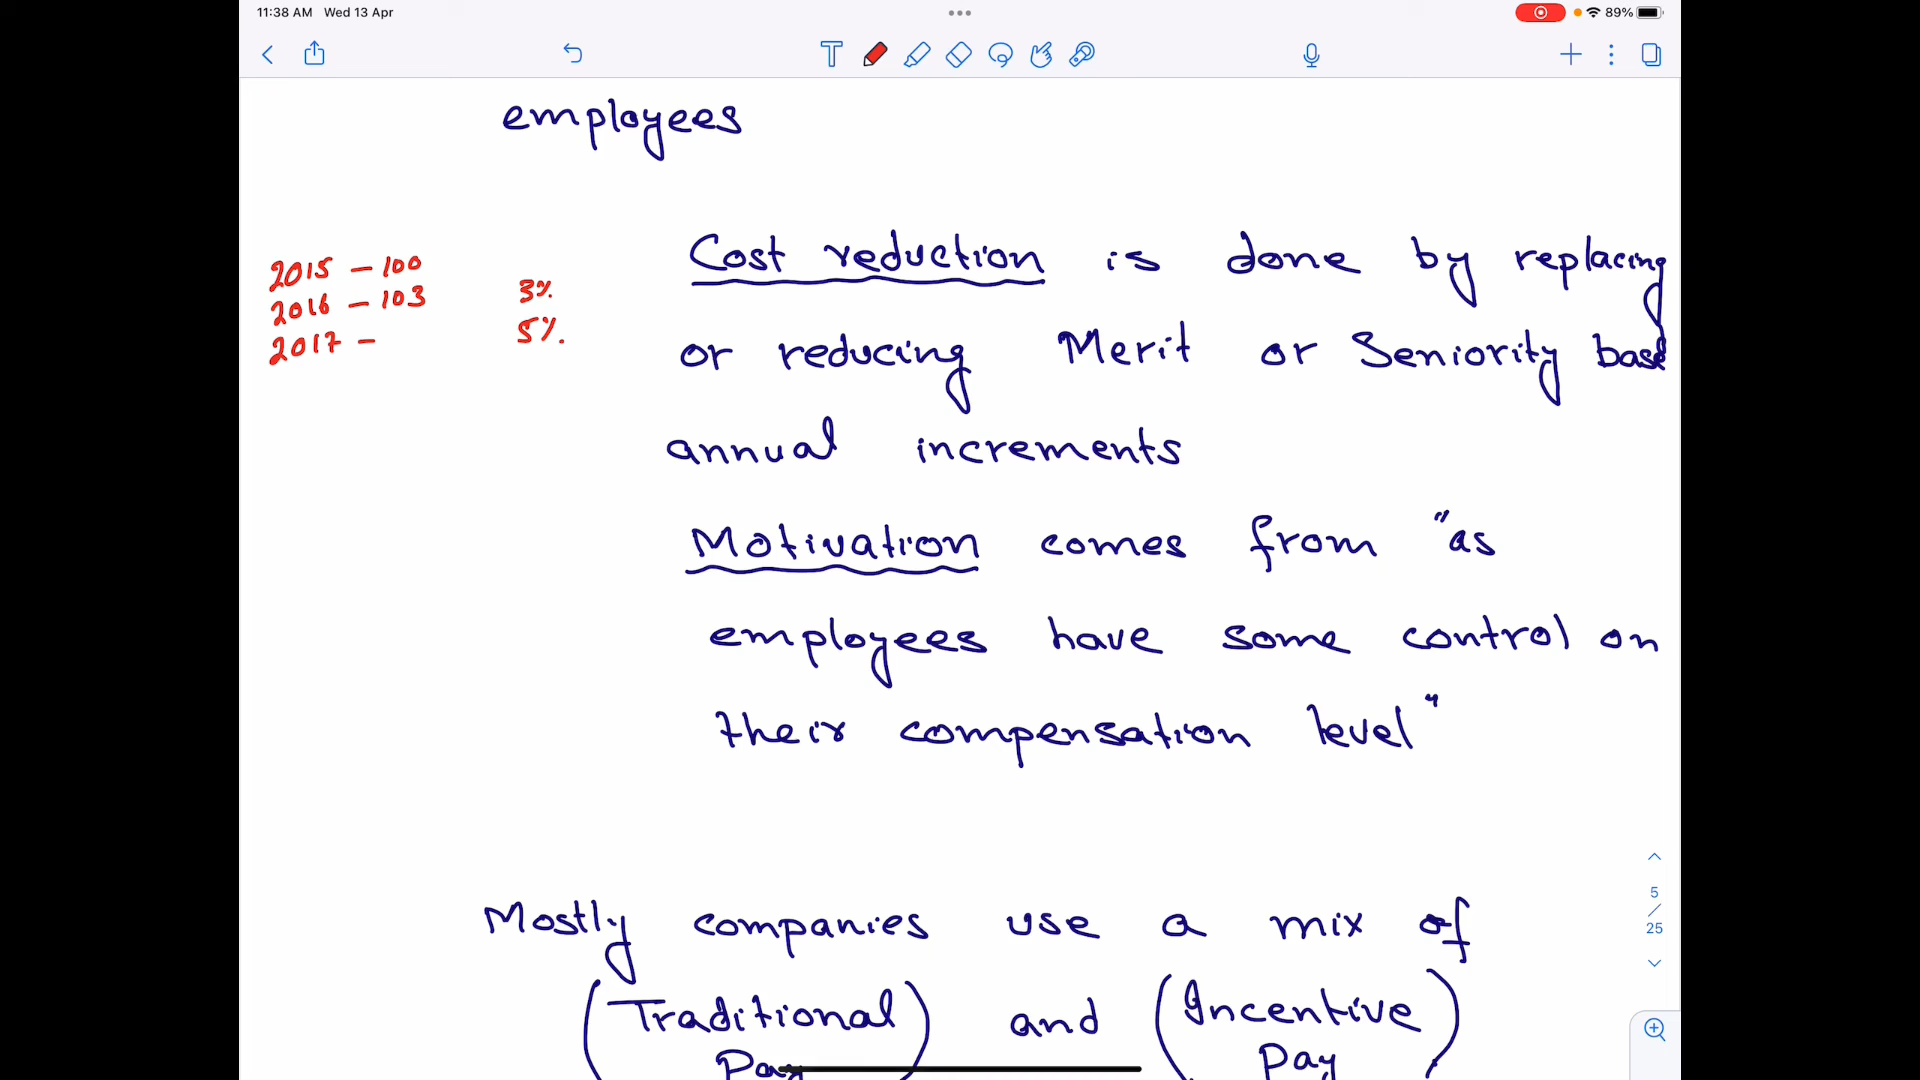 11:38 AM Wed 13 Apr
89%
employees
Cost reduction is done by replacing
or reducing Merit or Seniority based
annual increments
2015 - 100
2016 - 103 3%
2017 - 5%.
Motivation comes from "as
employees have some control on
their compensation level"
Mostly companies use a mix of
(Traditional Pay) and (Incentive Pay)
5
/
25